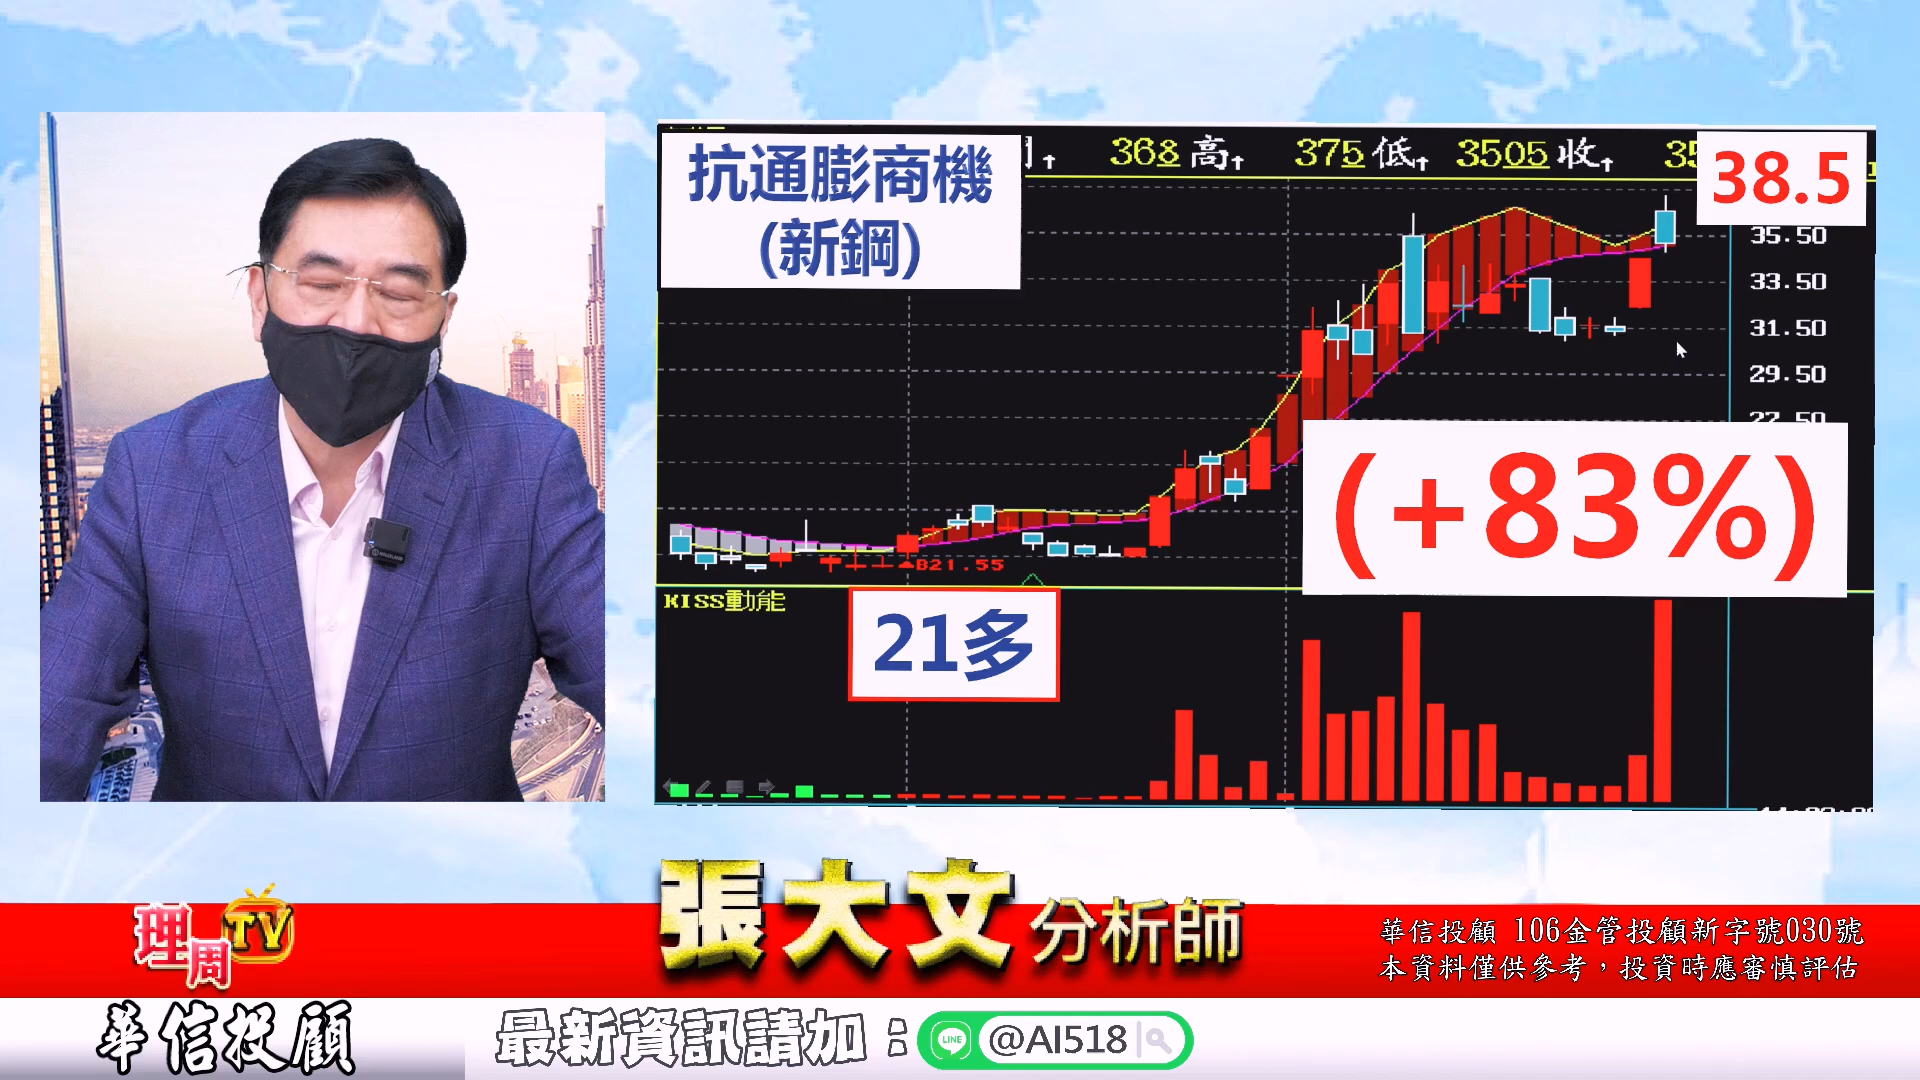 抗通膨商機
(新鋼)
368 高↑ 375 低↑ 3505 收↑
38.5
35.50
33.50
31.50
29.50
27.50
(+83%)
B21.55
KISS動能
21多
張大文 分析師
理周TV
華信投顧 106金管投顧新字號030號
本資料僅供參考，投資時應審慎評估
華信投顧
最新資訊請加：
LINE
@AI518